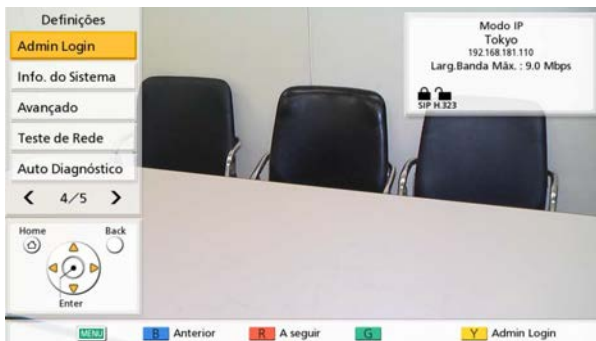 Definições
Admin Login
Info. do Sistema
Avançado
Teste de Rede
Auto Diagnóstico
4/5
Home
Back
Enter
Modo IP
Tokyo
192.168.181.110
Larg.Banda Máx. : 9.0 Mbps
SIP H.323
MENU
B Anterior
R A seguir
G
Y Admin Login